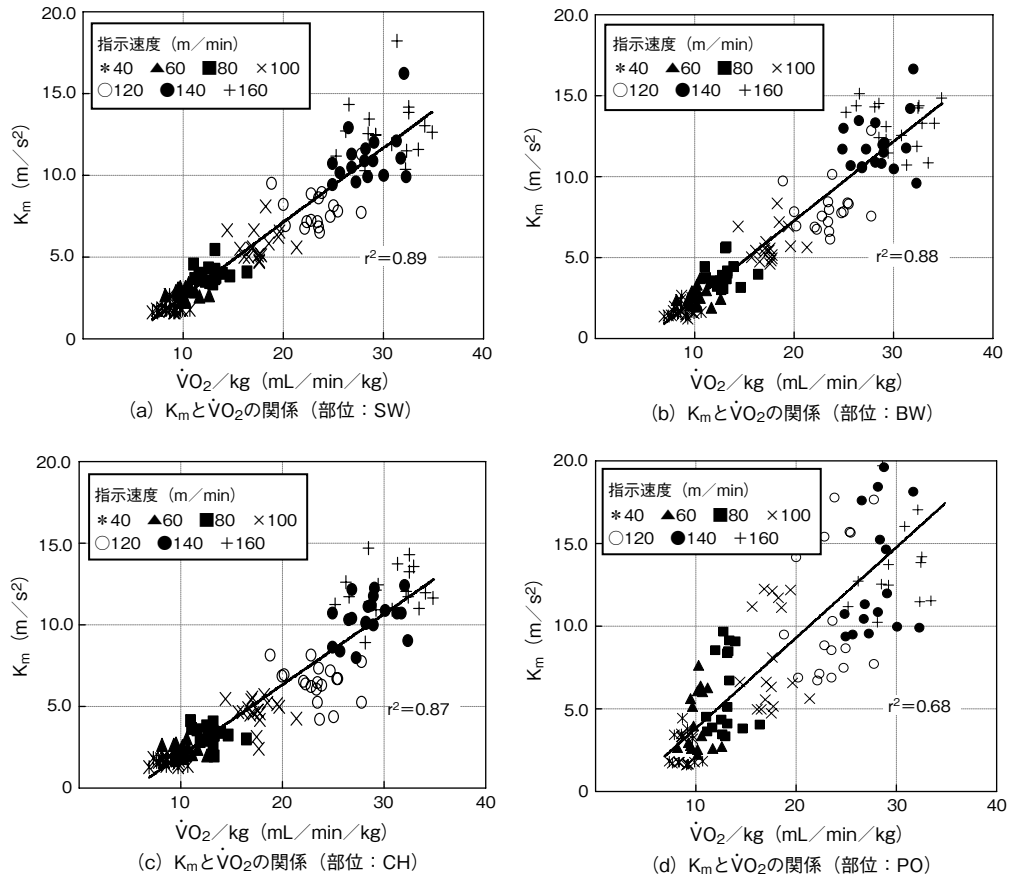 20.0
15.0
10.0
5.0
0
Km (m/s²)
指示速度 (m/min)
＊40 ▲60 ■80 ×100
○120 ●140 ＋160
r²=0.89
10 20 30 40
V̇O₂/kg (mL/min/kg)
(a) KmとV̇O₂の関係 (部位：SW)
20.0
15.0
10.0
5.0
0
Km (m/s²)
指示速度 (m/min)
＊40 ▲60 ■80 ×100
○120 ●140 ＋160
r²=0.88
10 20 30 40
V̇O₂/kg (mL/min/kg)
(b) KmとV̇O₂の関係 (部位：BW)
20.0
15.0
10.0
5.0
0
Km (m/s²)
指示速度 (m/min)
＊40 ▲60 ■80 ×100
○120 ●140 ＋160
r²=0.87
10 20 30 40
V̇O₂/kg (mL/min/kg)
(c) KmとV̇O₂の関係 (部位：CH)
20.0
15.0
10.0
5.0
0
Km (m/s²)
指示速度 (m/min)
＊40 ▲60 ■80 ×100
○120 ●140 ＋160
r²=0.68
10 20 30 40
V̇O₂/kg (mL/min/kg)
(d) KmとV̇O₂の関係 (部位：PO)